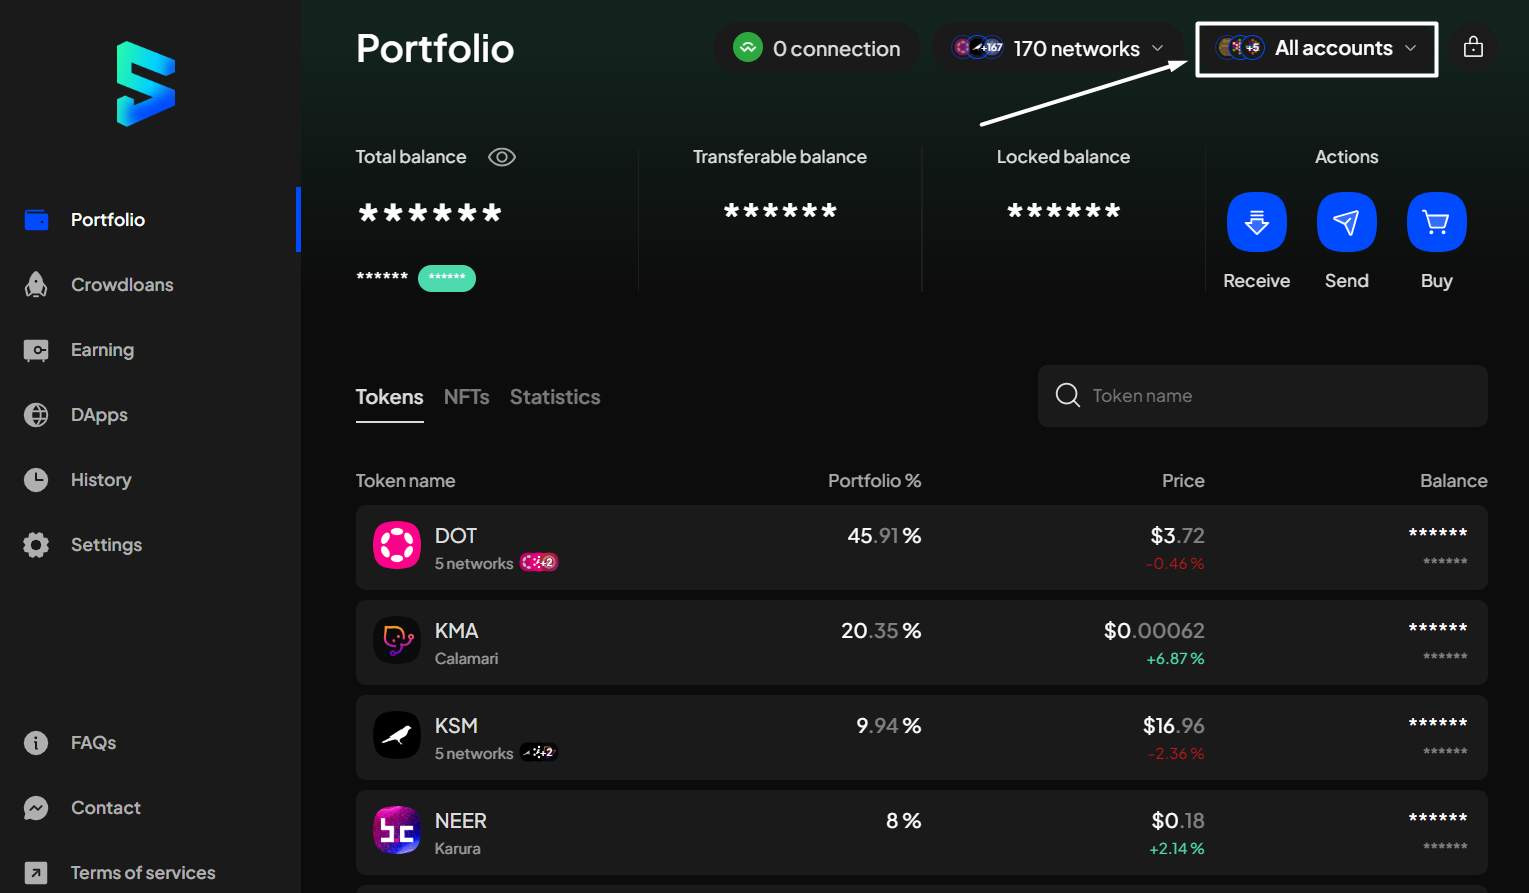 Portfolio
0 connection
+167
170 networks
+5
All accounts
Total balance
Transferable balance
Locked balance
Actions
******
******
******
******
******
Receive
Send
Buy
Portfolio
Crowdloans
Earning
DApps
History
Settings
FAQs
Contact
Terms of services
Tokens
NFTs
Statistics
Token name
Token name
Portfolio %
Price
Balance
DOT
45.91 %
$3.72
******
5 networks
+2
-0.46 %
******
KMA
20.35 %
$0.00062
******
Calamari
+6.87 %
******
KSM
9.94 %
$16.96
******
5 networks
+2
-2.36 %
******
NEER
8 %
$0.18
******
Karura
+2.14 %
******